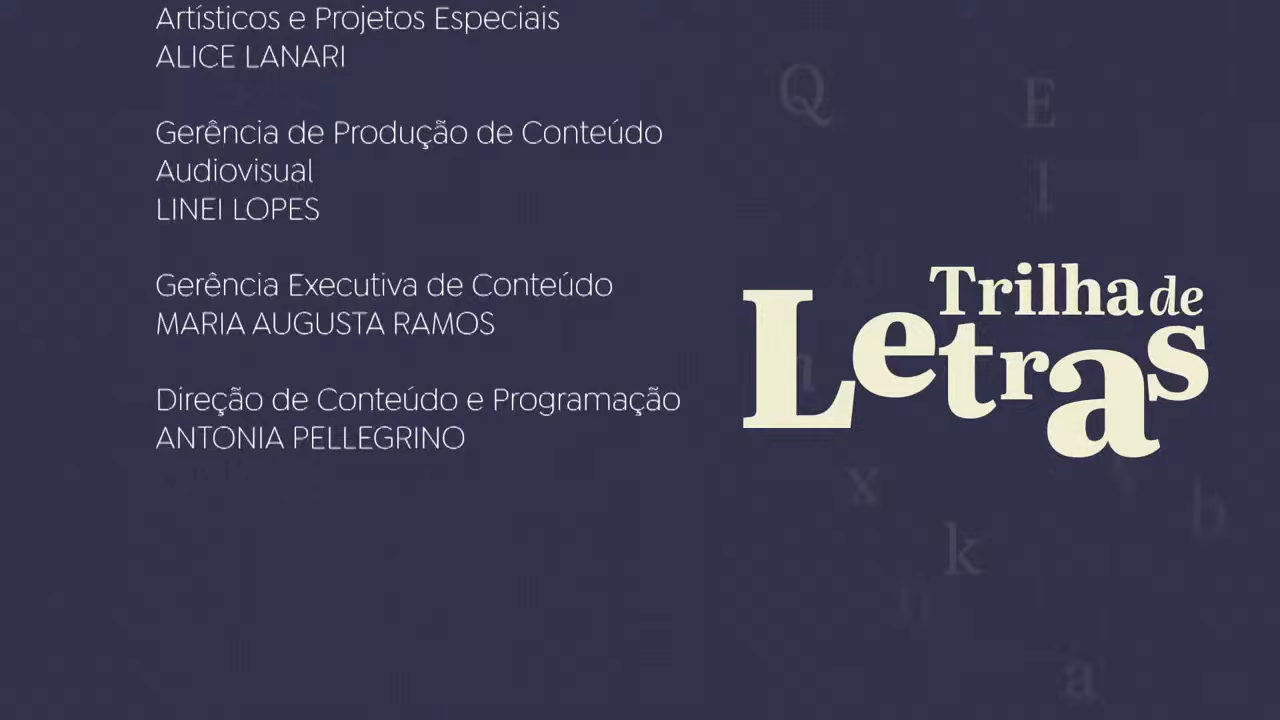 Artísticos e Projetos Especiais
ALICE LANARI
Gerência de Produção de Conteúdo
Audiovisual
LINEI LOPES
Gerência Executiva de Conteúdo
MARIA AUGUSTA RAMOS
Direção de Conteúdo e Programação
ANTONIA PELLEGRINO
Trilha de
Letras
Q
E
l
x
b
k
a